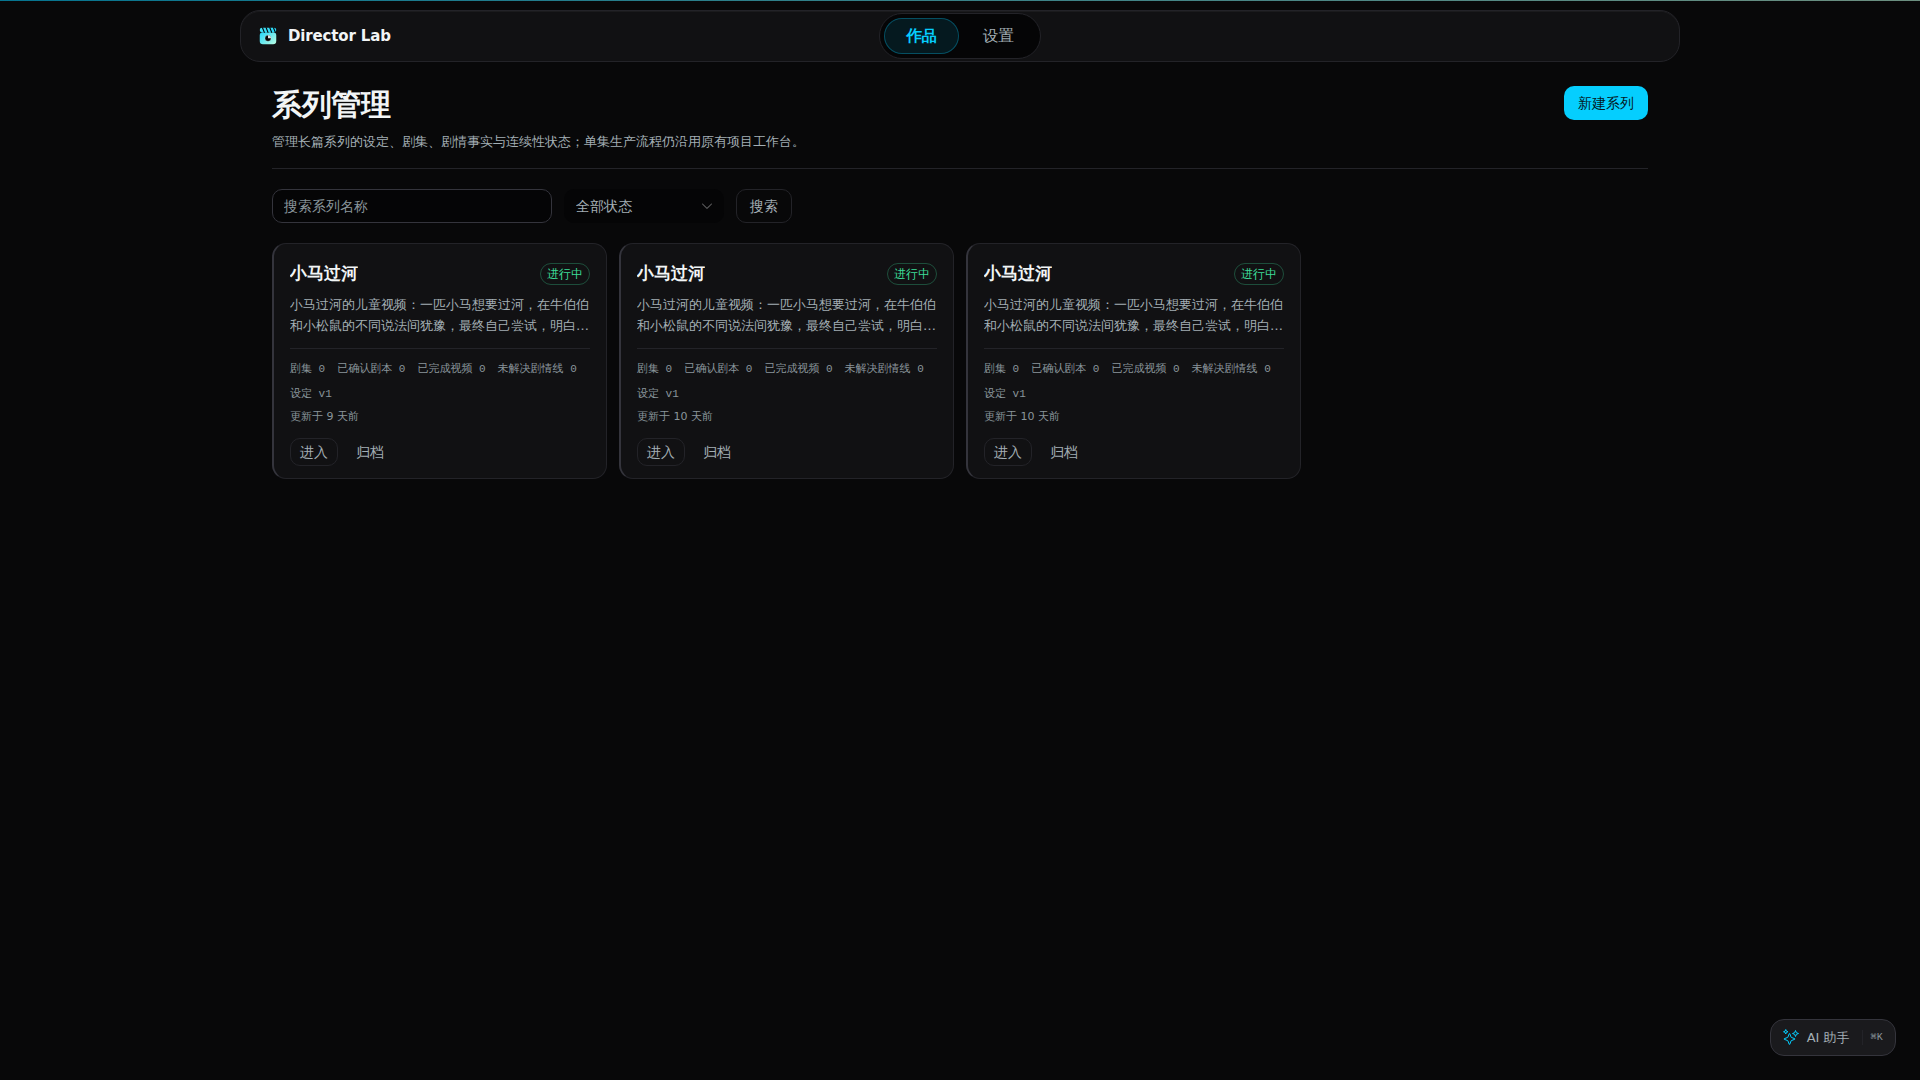 Director Lab
作品
设置
系列管理
新建系列
管理长篇系列的设定、剧集、剧情事实与连续性状态；单集生产流程仍沿用原有项目工作台。
搜索系列名称
全部状态
搜索
小马过河
进行中
小马过河的儿童视频：一匹小马想要过河，在牛伯伯
和小松鼠的不同说法间犹豫，最终自己尝试，明白…
剧集 0 已确认剧本 0 已完成视频 0 未解决剧情线 0
设定 v1
更新于 9 天前
进入
归档
小马过河
进行中
小马过河的儿童视频：一匹小马想要过河，在牛伯伯
和小松鼠的不同说法间犹豫，最终自己尝试，明白…
剧集 0 已确认剧本 0 已完成视频 0 未解决剧情线 0
设定 v1
更新于 10 天前
进入
归档
小马过河
进行中
小马过河的儿童视频：一匹小马想要过河，在牛伯伯
和小松鼠的不同说法间犹豫，最终自己尝试，明白…
剧集 0 已确认剧本 0 已完成视频 0 未解决剧情线 0
设定 v1
更新于 10 天前
进入
归档
AI 助手
⌘K